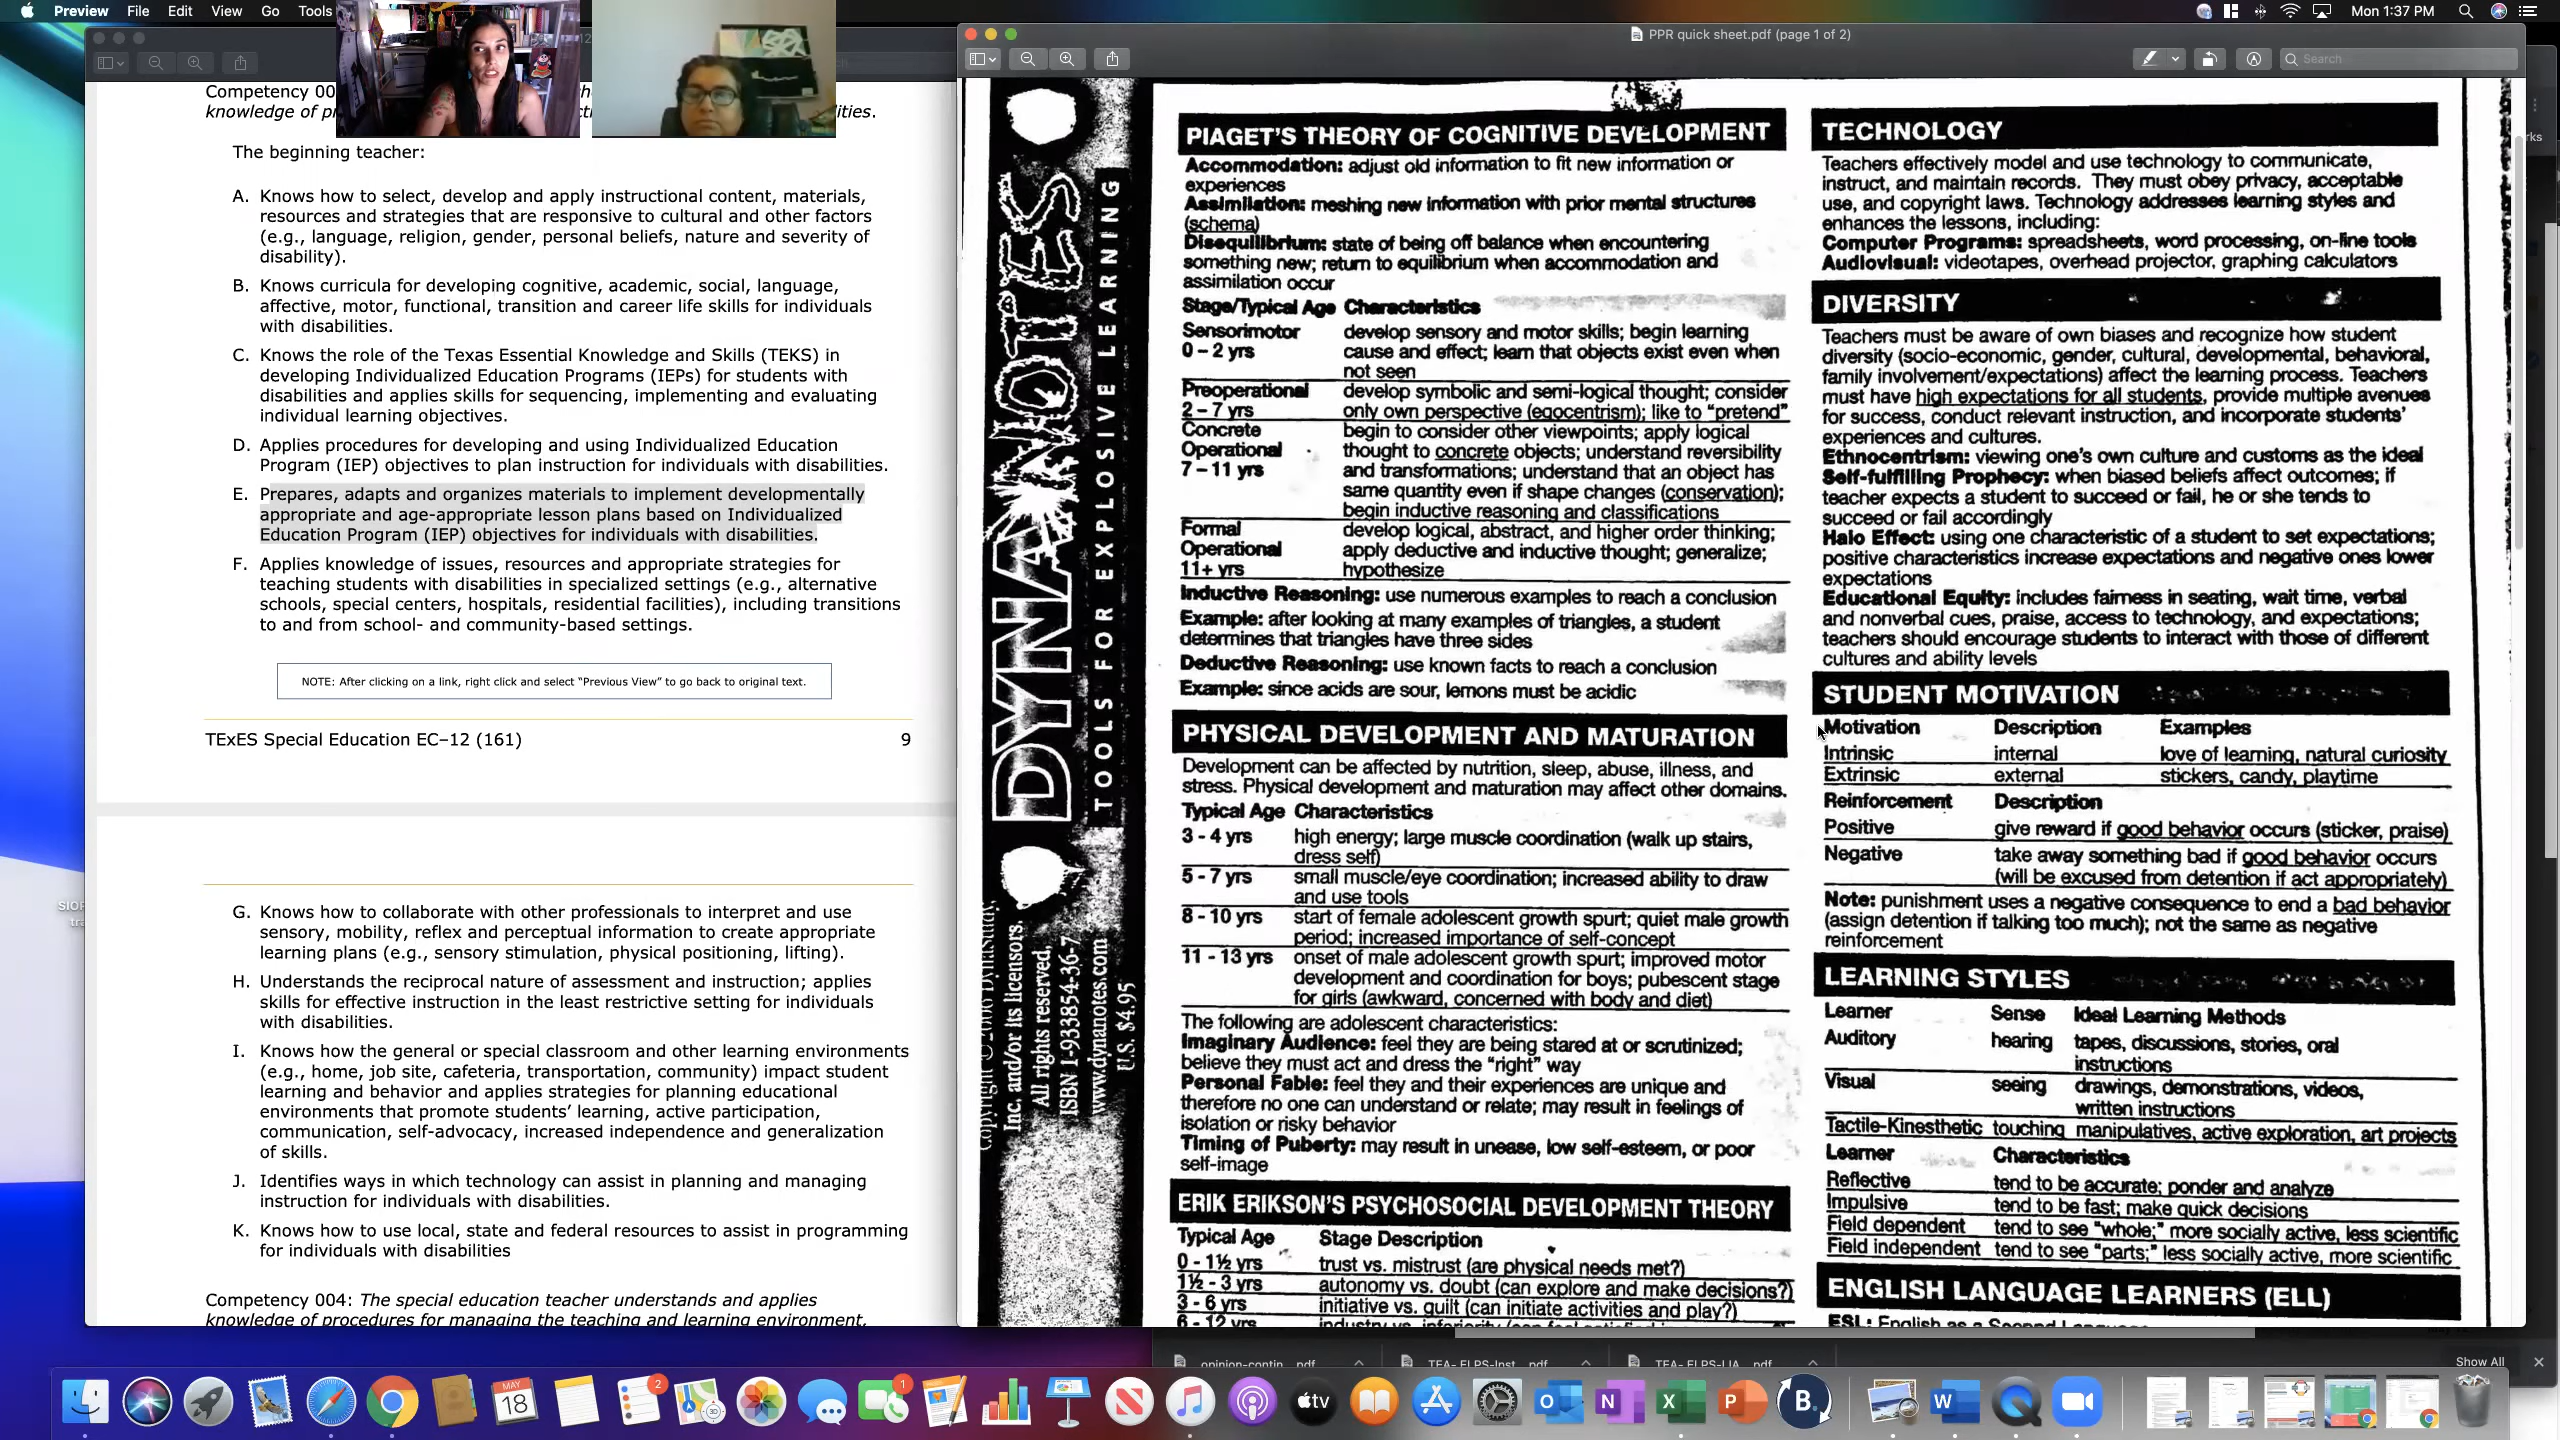 Preview File Edit View Go Tools
Mon 1:37 PM
Competency 00
knowledge of
ities.
The beginning teacher:
A. Knows how to select, develop and apply instructional content, materials,
resources and strategies that are responsive to cultural and other factors
(e.g., language, religion, gender, personal beliefs, nature and severity of
disability).
B. Knows curricula for developing cognitive, academic, social, language,
affective, motor, functional, transition and career life skills for individuals
with disabilities.
C. Knows the role of the Texas Essential Knowledge and Skills (TEKS) in
developing Individualized Education Programs (IEPs) for students with
disabilities and applies skills for sequencing, implementing and evaluating
individual learning objectives.
D. Applies procedures for developing and using Individualized Education
Program (IEP) objectives to plan instruction for individuals with disabilities.
E. Prepares, adapts and organizes materials to implement developmentally
appropriate and age-appropriate lesson plans based on Individualized
Education Program (IEP) objectives for individuals with disabilities.
F. Applies knowledge of issues, resources and appropriate strategies for
teaching students with disabilities in specialized settings (e.g., alternative
schools, special centers, hospitals, residential facilities), including transitions
to and from school- and community-based settings.
NOTE: After clicking on a link, right click and select “Previous View” to go back to original text.
TExES Special Education EC–12 (161) 9
G. Knows how to collaborate with other professionals to interpret and use
sensory, mobility, reflex and perceptual information to create appropriate
learning plans (e.g., sensory stimulation, physical positioning, lifting).
H. Understands the reciprocal nature of assessment and instruction; applies
skills for effective instruction in the least restrictive setting for individuals
with disabilities.
I. Knows how the general or special classroom and other learning environments
(e.g., home, job site, cafeteria, transportation, community) impact student
learning and behavior and applies strategies for planning educational
environments that promote students’ learning, active participation,
communication, self-advocacy, increased independence and generalization
of skills.
J. Identifies ways in which technology can assist in planning and managing
instruction for individuals with disabilities.
K. Knows how to use local, state and federal resources to assist in programming
for individuals with disabilities
Competency 004: The special education teacher understands and applies
knowledge of procedures for managing the teaching and learning environment,
PPR quick sheet.pdf (page 1 of 2)
Search
DYNANOTES
TOOLS FOR EXPLOSIVE LEARNING
Inc. and/or its licensors.
All rights reserved.
ISBN 1-933854-36-7
www.dynanotes.com
U.S. $4.95
PIAGET'S THEORY OF COGNITIVE DEVELOPMENT
Accommodation: adjust old information to fit new information or
experiences
Assimilation: meshing new information with prior mental structures
(schema)
Disequilibrium: state of being off balance when encountering
something new; return to equilibrium when accommodation and
assimilation occur
Stage/Typical Age Characteristics
Sensorimotor develop sensory and motor skills; begin learning
0 – 2 yrs cause and effect; learn that objects exist even when
not seen
Preoperational develop symbolic and semi-logical thought; consider
2 – 7 yrs only own perspective (egocentrism); like to "pretend"
Concrete begin to consider other viewpoints; apply logical
Operational thought to concrete objects; understand reversibility
7 – 11 yrs and transformations; understand that an object has
same quantity even if shape changes (conservation);
begin inductive reasoning and classifications
Formal develop logical, abstract, and higher order thinking;
Operational apply deductive and inductive thought; generalize;
11+ yrs hypothesize
Inductive Reasoning: use numerous examples to reach a conclusion
Example: after looking at many examples of triangles, a student
determines that triangles have three sides
Deductive Reasoning: use known facts to reach a conclusion
Example: since acids are sour, lemons must be acidic
PHYSICAL DEVELOPMENT AND MATURATION
Development can be affected by nutrition, sleep, abuse, illness, and
stress. Physical development and maturation may affect other domains.
Typical Age Characteristics
3 - 4 yrs high energy; large muscle coordination (walk up stairs,
dress self)
5 - 7 yrs small muscle/eye coordination; increased ability to draw
and use tools
8 - 10 yrs start of female adolescent growth spurt; quiet male growth
period; increased importance of self-concept
11 - 13 yrs onset of male adolescent growth spurt; improved motor
development and coordination for boys; pubescent stage
for girls (awkward, concerned with body and diet)
The following are adolescent characteristics:
Imaginary Audience: feel they are being stared at or scrutinized;
believe they must act and dress the "right" way
Personal Fable: feel they and their experiences are unique and
therefore no one can understand or relate; may result in feelings of
isolation or risky behavior
Timing of Puberty: may result in unease, low self-esteem, or poor
self-image
ERIK ERIKSON'S PSYCHOSOCIAL DEVELOPMENT THEORY
Typical Age Stage Description
0 - 1½ yrs trust vs. mistrust (are physical needs met?)
1½ - 3 yrs autonomy vs. doubt (can explore and make decisions?)
3 - 6 yrs initiative vs. guilt (can initiate activities and play?)
6 - 12 yrs
TECHNOLOGY
Teachers effectively model and use technology to communicate,
instruct, and maintain records. They must obey privacy, acceptable
use, and copyright laws. Technology addresses learning styles and
enhances the lessons, including:
Computer Programs: spreadsheets, word processing, on-line tools
Audiovisual: videotapes, overhead projector, graphing calculators
DIVERSITY
Teachers must be aware of own biases and recognize how student
diversity (socio-economic, gender, cultural, developmental, behavioral,
family involvement/expectations) affect the learning process. Teachers
must have high expectations for all students, provide multiple avenues
for success, conduct relevant instruction, and incorporate students'
experiences and cultures.
Ethnocentrism: viewing one's own culture and customs as the ideal
Self-fulfilling Prophecy: when biased beliefs affect outcomes; if
teacher expects a student to succeed or fail, he or she tends to
succeed or fail accordingly
Halo Effect: using one characteristic of a student to set expectations;
positive characteristics increase expectations and negative ones lower
expectations
Educational Equity: includes fairness in seating, wait time, verbal
and nonverbal cues, praise, access to technology, and expectations;
teachers should encourage students to interact with those of different
cultures and ability levels
STUDENT MOTIVATION
Motivation Description Examples
Intrinsic internal love of learning, natural curiosity
Extrinsic external stickers, candy, playtime
Reinforcement Description
Positive give reward if good behavior occurs (sticker, praise)
Negative take away something bad if good behavior occurs
(will be excused from detention if act appropriately)
Note: punishment uses a negative consequence to end a bad behavior
(assign detention if talking too much); not the same as negative
reinforcement
LEARNING STYLES
Learner Sense Ideal Learning Methods
Auditory hearing tapes, discussions, stories, oral
instructions
Visual seeing drawings, demonstrations, videos,
written instructions
Tactile-Kinesthetic touching manipulatives, active exploration, art projects
Learner Characteristics
Reflective tend to be accurate; ponder and analyze
Impulsive tend to be fast; make quick decisions
Field dependent tend to see "whole;" more socially active, less scientific
Field independent tend to see "parts;" less socially active, more scientific
ENGLISH LANGUAGE LEARNERS (ELL)
ESL: English as a Second Language
opinion-contin....pdf
TEA- ELPS-Inst....pdf
TEA- ELPS-LIA....pdf
Show All
MAY
18
2
1
tv